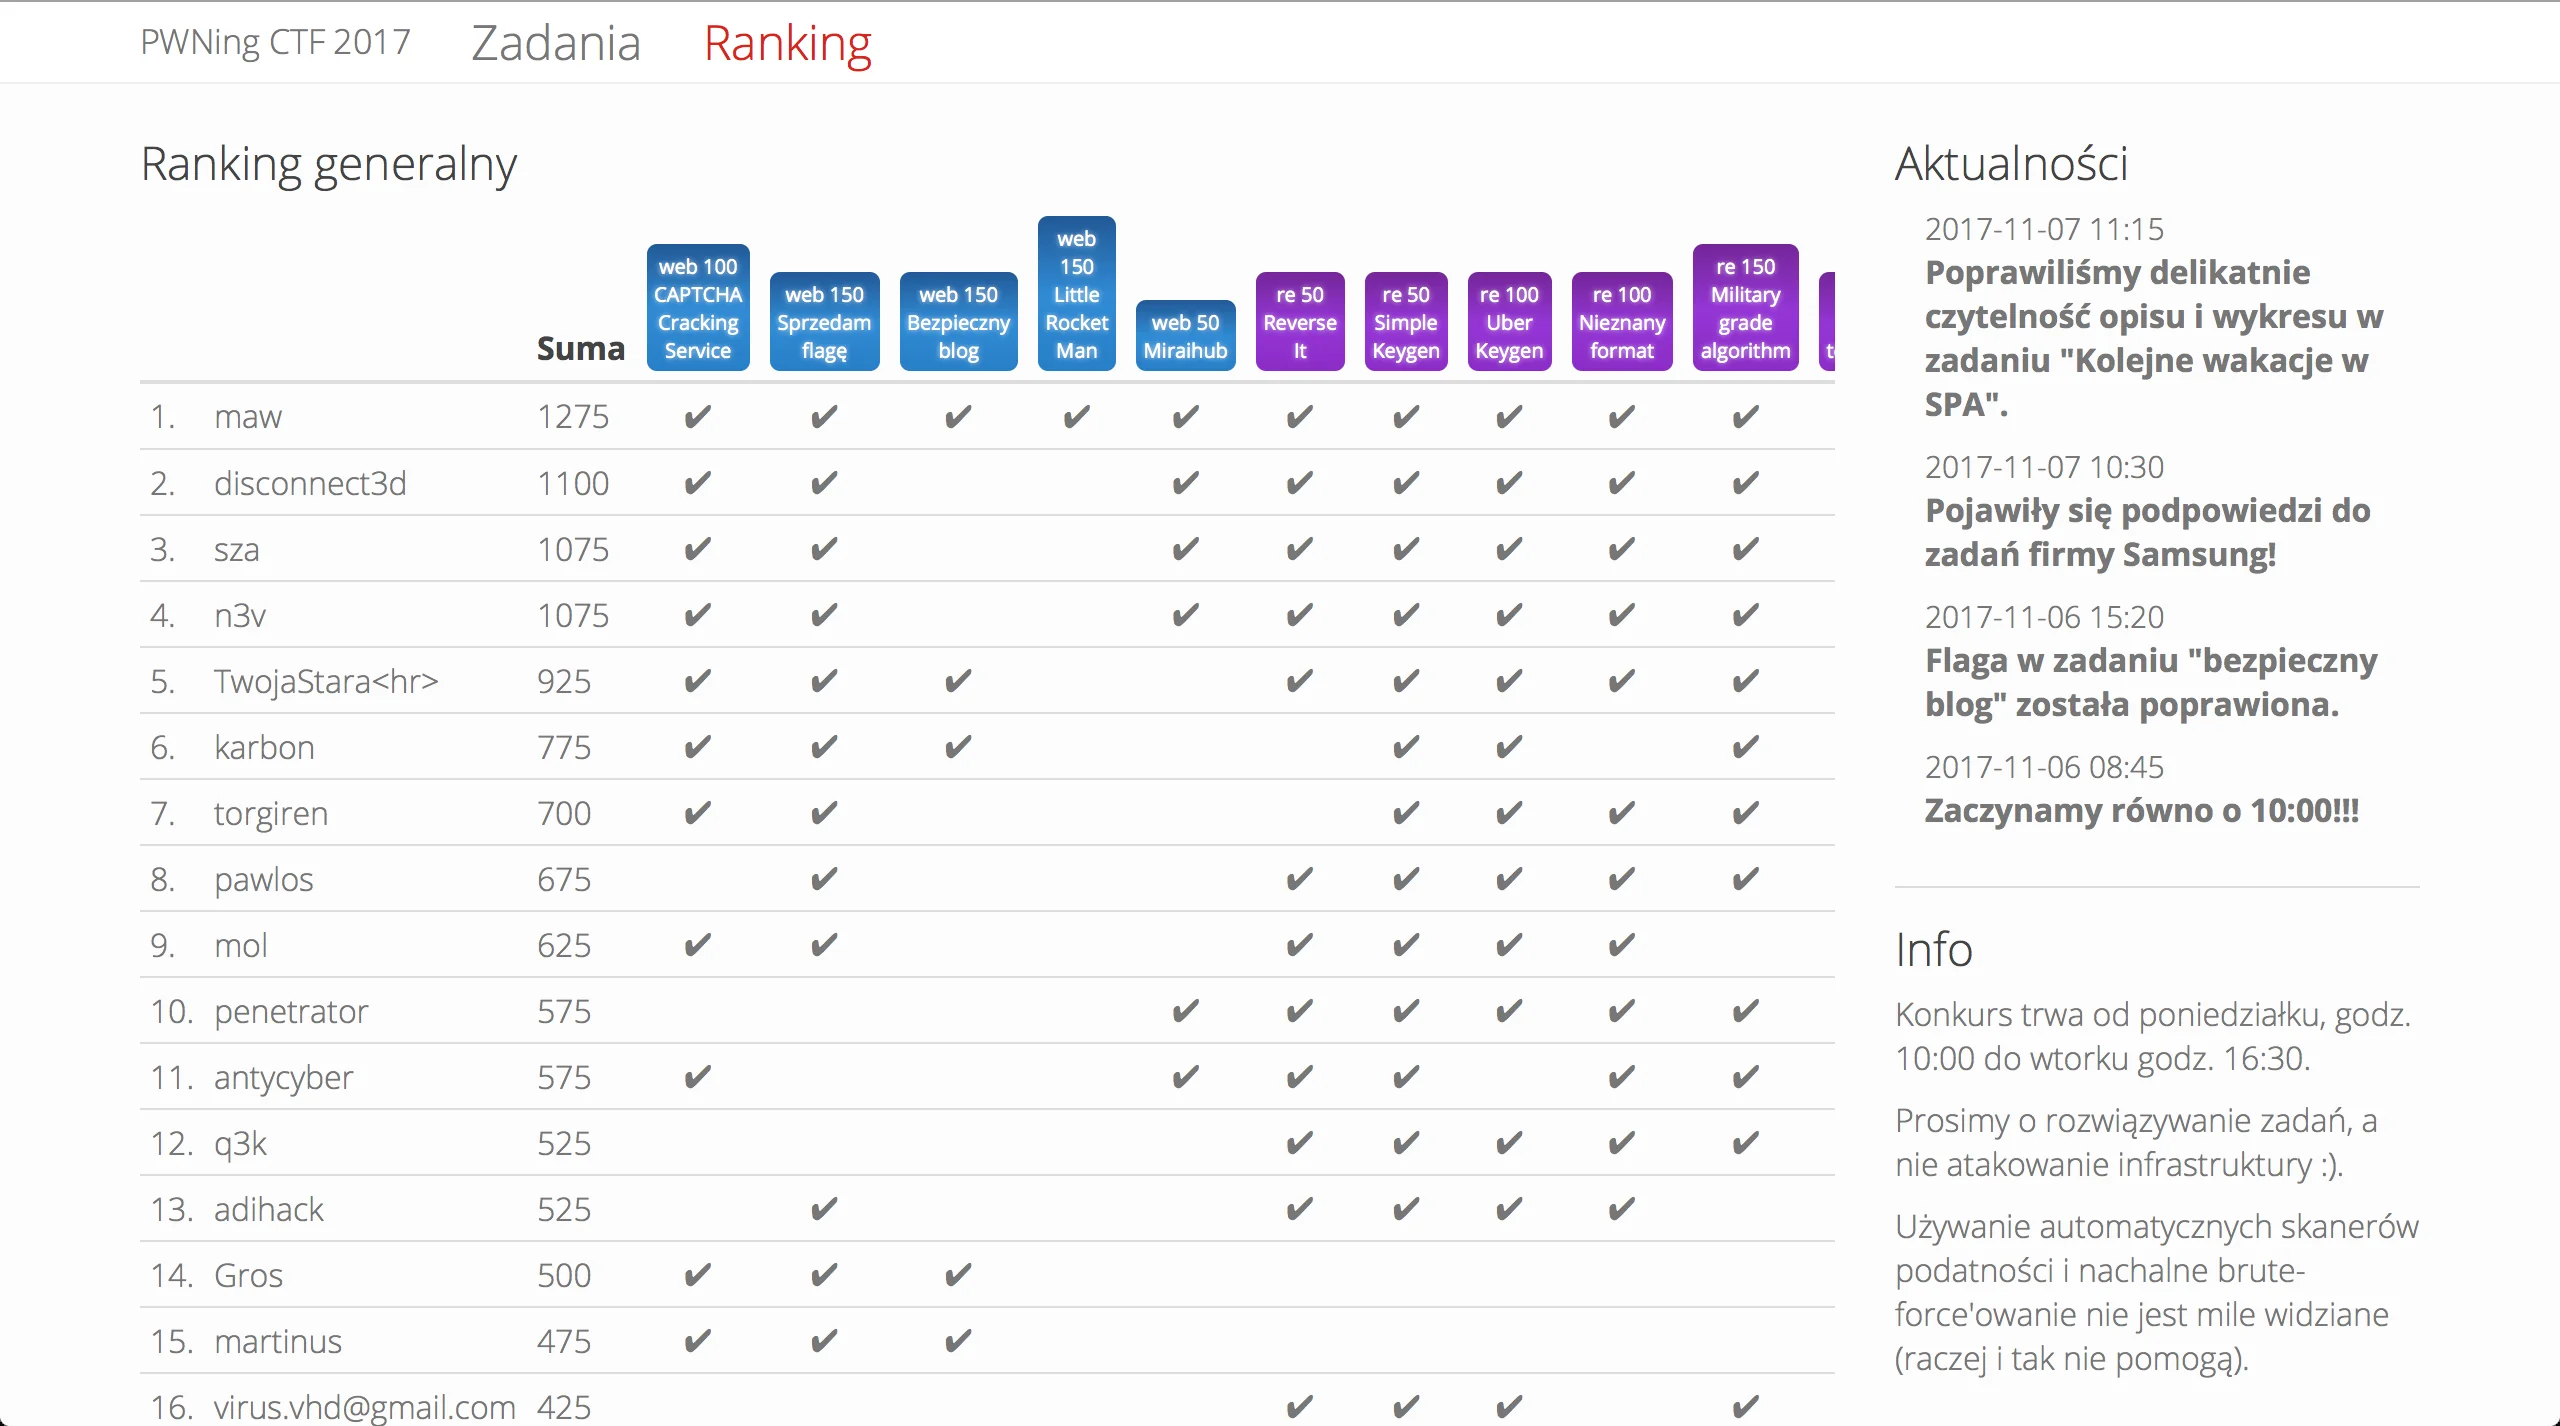 PWNing CTF 2017 Zadania Ranking
Ranking generalny
Suma
web 100
CAPTCHA
Cracking
Service
web 150
Sprzedam
flagę
web 150
Bezpieczny
blog
web
150
Little
Rocket
Man
web 50
Miraihub
re 50
Reverse
It
re 50
Simple
Keygen
re 100
Uber
Keygen
re 100
Nieznany
format
re 150
Military
grade
algorithm
1. maw 1275 ✔ ✔ ✔ ✔ ✔ ✔ ✔ ✔ ✔ ✔
2. disconnect3d 1100 ✔ ✔ ✔ ✔ ✔ ✔ ✔ ✔
3. sza 1075 ✔ ✔ ✔ ✔ ✔ ✔ ✔ ✔
4. n3v 1075 ✔ ✔ ✔ ✔ ✔ ✔ ✔ ✔
5. TwojaStara<hr> 925 ✔ ✔ ✔ ✔ ✔ ✔ ✔ ✔
6. karbon 775 ✔ ✔ ✔ ✔ ✔ ✔
7. torgiren 700 ✔ ✔ ✔ ✔ ✔ ✔
8. pawlos 675 ✔ ✔ ✔ ✔ ✔ ✔
9. mol 625 ✔ ✔ ✔ ✔ ✔ ✔
10. penetrator 575 ✔ ✔ ✔ ✔ ✔ ✔
11. antycyber 575 ✔ ✔ ✔ ✔ ✔ ✔
12. q3k 525 ✔ ✔ ✔ ✔ ✔
13. adihack 525 ✔ ✔ ✔ ✔ ✔
14. Gros 500 ✔ ✔ ✔
15. martinus 475 ✔ ✔ ✔
16. virus.vhd@gmail.com 425 ✔ ✔ ✔ ✔
Aktualności
2017-11-07 11:15
Poprawiliśmy delikatnie
czytelność opisu i wykresu w
zadaniu "Kolejne wakacje w
SPA".
2017-11-07 10:30
Pojawiły się podpowiedzi do
zadań firmy Samsung!
2017-11-06 15:20
Flaga w zadaniu "bezpieczny
blog" została poprawiona.
2017-11-06 08:45
Zaczynamy równo o 10:00!!!
Info
Konkurs trwa od poniedziałku, godz.
10:00 do wtorku godz. 16:30.
Prosimy o rozwiązywanie zadań, a
nie atakowanie infrastruktury :).
Używanie automatycznych skanerów
podatności i nachalne brute-
force'owanie nie jest mile widziane
(raczej i tak nie pomogą).